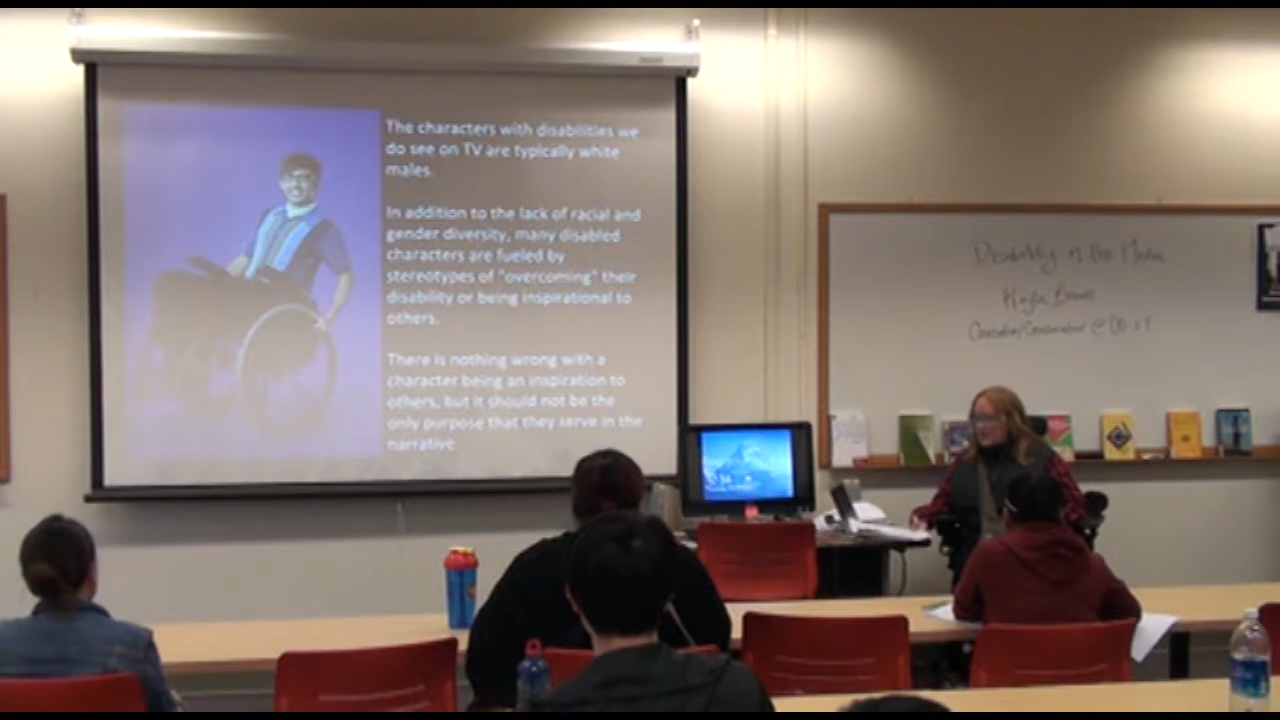 The characters with disabilities we
do see on TV are typically white
males.
In addition to the lack of racial and
gender diversity, many disabled
characters are fueled by
stereotypes of "overcoming" their
disability or being inspirational to
others.
There is nothing wrong with a
character being an inspiration to
others, but it should not be the
only purpose that they serve in the
narrative
Disability in the Media
Kayla Brown